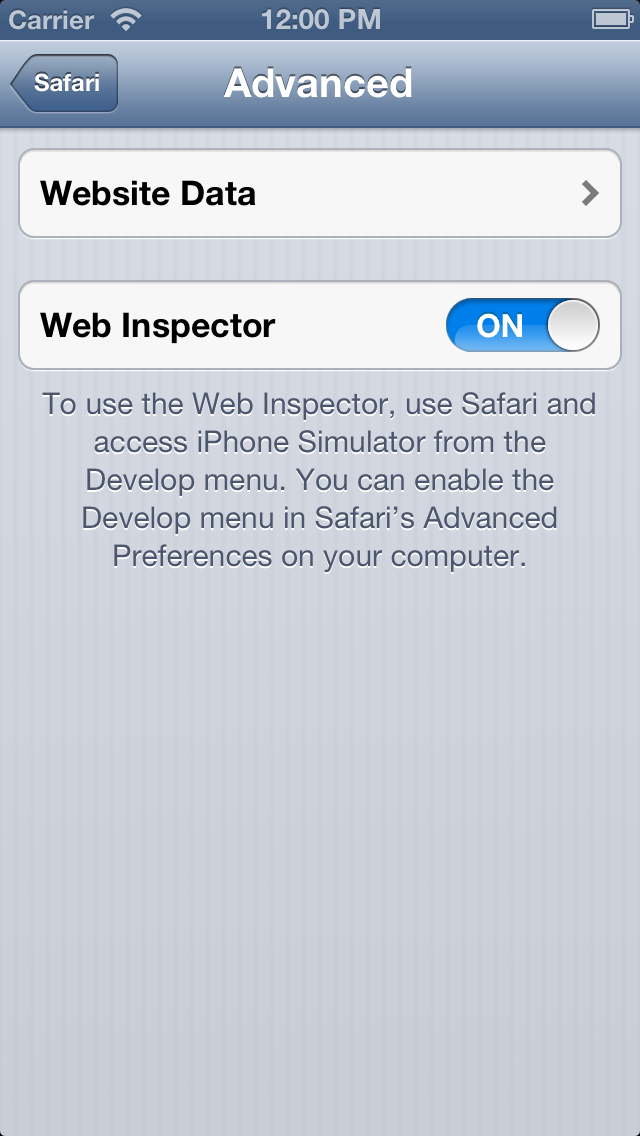 Carrier 12:00 PM
Safari Advanced
Website Data
Web Inspector ON
To use the Web Inspector, use Safari and
access iPhone Simulator from the
Develop menu. You can enable the
Develop menu in Safari’s Advanced
Preferences on your computer.